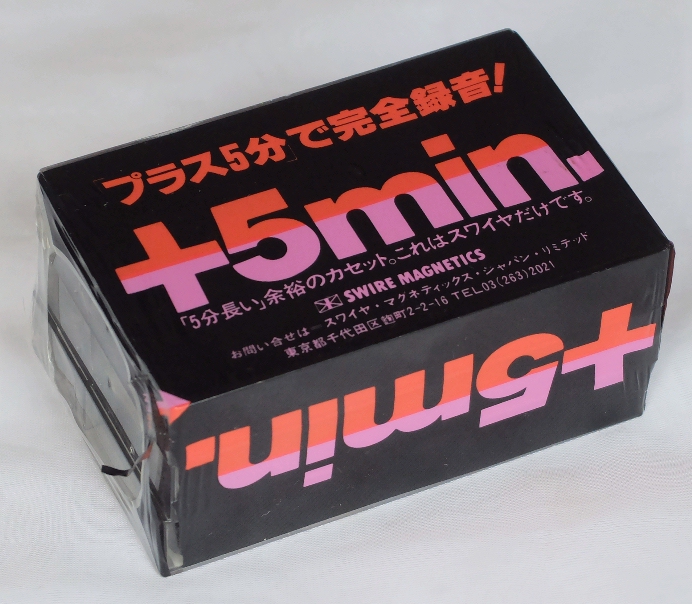 「プラス5分」で完全録音!
+5min.
「5分長い」余裕のカセット。これはスワイヤだけです。
SWIRE MAGNETICS
お問い合せは―スワイヤ・マグネティックス・ジャパン・リミテッド
東京都千代田区麹町2-2-16 TEL03(263)2021
+5min.